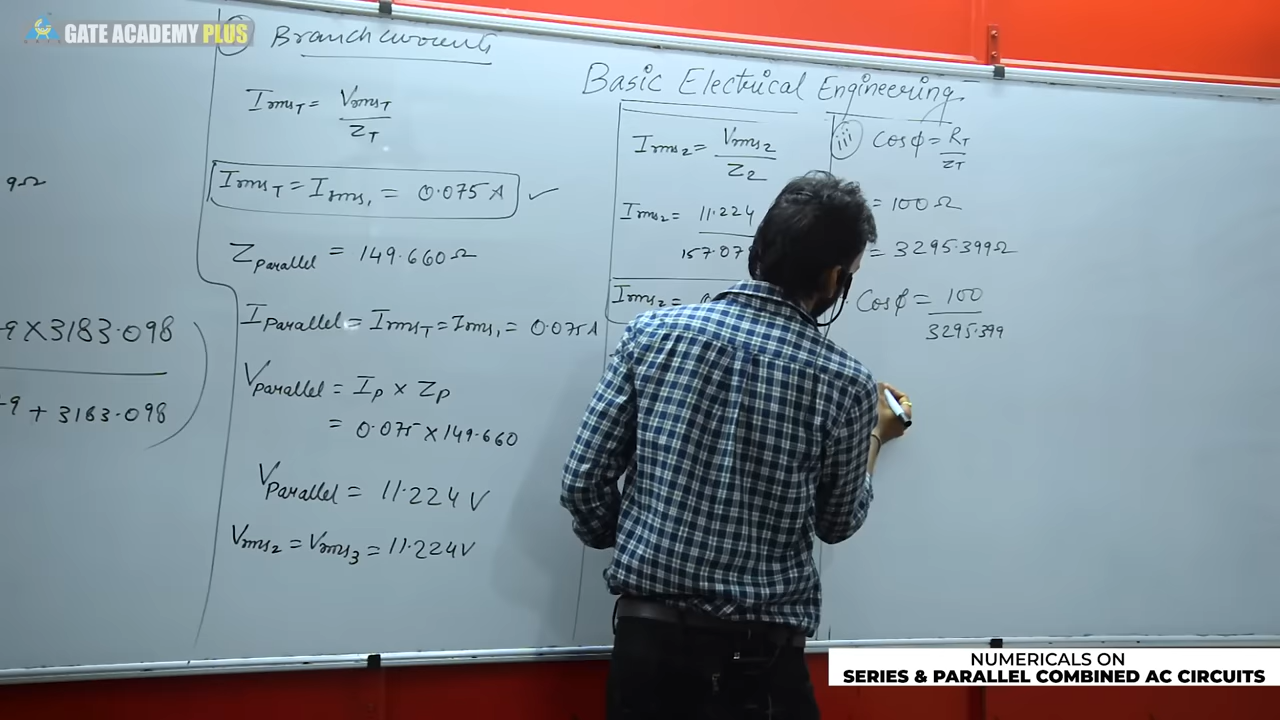 GATE ACADEMY PLUS
Branch currents
I rms T = V rms T / Z T
I rms T = I rms 1 = 0.075 A ✓
Z parallel = 149.660 Ω
I parallel = I rms T = I rms 1 = 0.075 A
V parallel = I p × Z p
= 0.075 × 149.660
V parallel = 11.224 V
V rms 2 = V rms 3 = 11.224 V
9Ω
9 × 3183.098
9 + 3183.098
Basic Electrical Engineering
I rms 2 = V rms 2 / Z 2
I rms 2 = 11.224
157.07
I rms 2 =
iii Cos ϕ = R T / Z T
= 100 Ω
= 3295.399 Ω
Cos ϕ = 100 / 3295.399
NUMERICALS ON
SERIES & PARALLEL COMBINED AC CIRCUITS